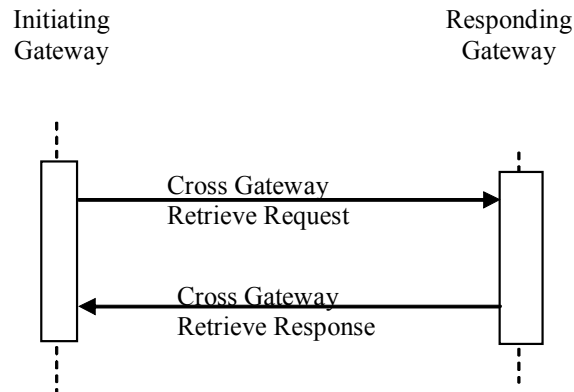 Initiating
Gateway
Responding
Gateway
Cross Gateway
Retrieve Request
Cross Gateway
Retrieve Response